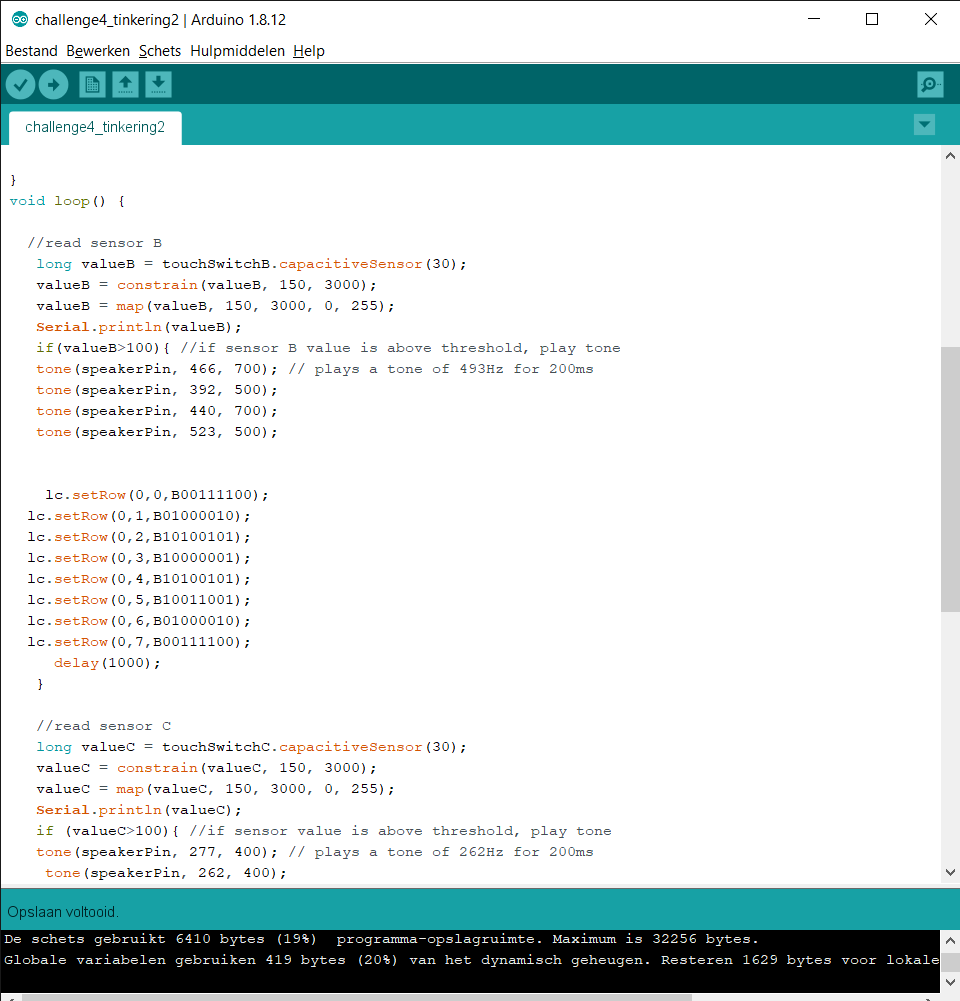 challenge4_tinkering2 | Arduino 1.8.12
Bestand Bewerken Schets Hulpmiddelen Help
challenge4_tinkering2
}
void loop() {
//read sensor B
long valueB = touchSwitchB.capacitiveSensor(30);
valueB = constrain(valueB, 150, 3000);
valueB = map(valueB, 150, 3000, 0, 255);
Serial.println(valueB);
if(valueB>100){ //if sensor B value is above threshold, play tone
tone(speakerPin, 466, 700); // plays a tone of 493Hz for 200ms
tone(speakerPin, 392, 500);
tone(speakerPin, 440, 700);
tone(speakerPin, 523, 500);
lc.setRow(0,0,B00111100);
lc.setRow(0,1,B01000010);
lc.setRow(0,2,B10100101);
lc.setRow(0,3,B10000001);
lc.setRow(0,4,B10100101);
lc.setRow(0,5,B10011001);
lc.setRow(0,6,B01000010);
lc.setRow(0,7,B00111100);
delay(1000);
}
//read sensor C
long valueC = touchSwitchC.capacitiveSensor(30);
valueC = constrain(valueC, 150, 3000);
valueC = map(valueC, 150, 3000, 0, 255);
Serial.println(valueC);
if (valueC>100){ //if sensor value is above threshold, play tone
tone(speakerPin, 277, 400); // plays a tone of 262Hz for 200ms
tone(speakerPin, 262, 400);
Opslaan voltooid.
De schets gebruikt 6410 bytes (19%)  programma-opslagruimte. Maximum is 32256 bytes.
Globale variabelen gebruiken 419 bytes (20%) van het dynamisch geheugen. Resteren 1629 bytes voor lokale